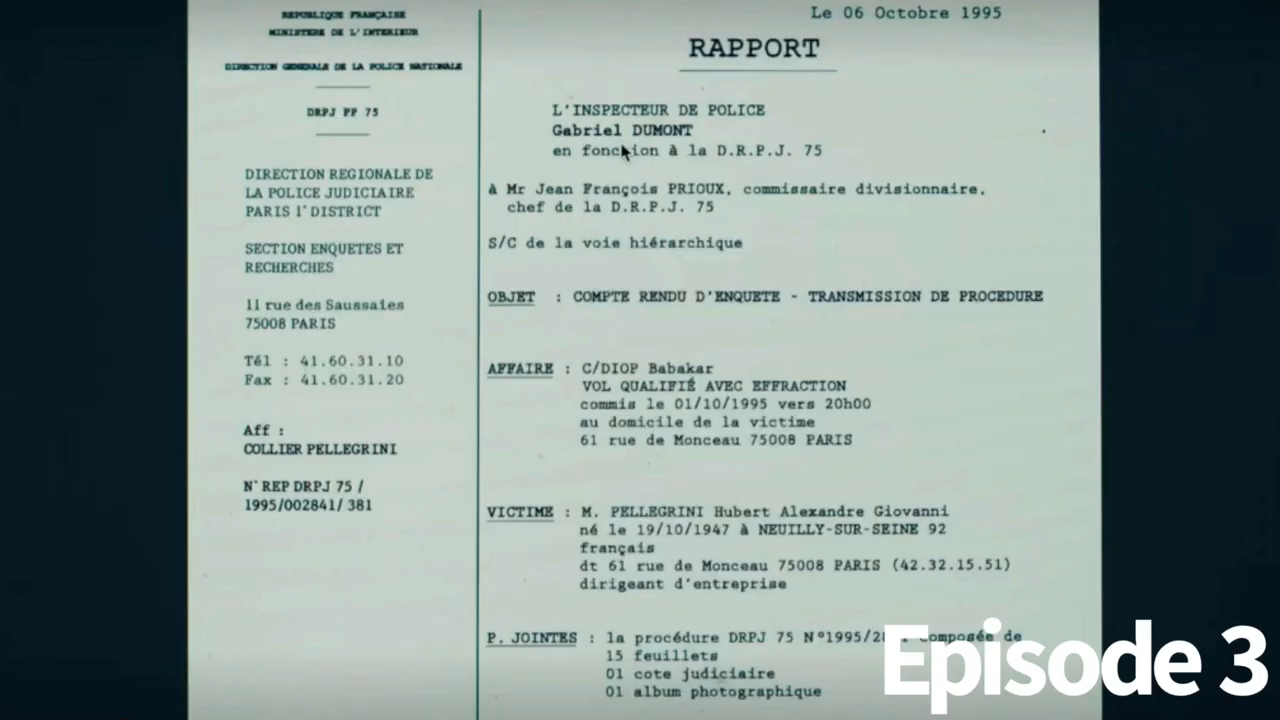 REPUBLIQUE FRANÇAISE
MINISTERE DE L'INTERIEUR
DIRECTION GENERALE DE LA POLICE NATIONALE
DRPJ PP 75
DIRECTION REGIONALE DE
LA POLICE JUDICIAIRE
PARIS 1° DISTRICT
SECTION ENQUETES ET
RECHERCHES
11 rue des Saussaies
75008 PARIS
Tél : 41.60.31.10
Fax : 41.60.31.20
Aff :
COLLIER PELLEGRINI
N° REP DRPJ 75 /
1995/002841/ 381
Le 06 Octobre 1995
RAPPORT
L'INSPECTEUR DE POLICE
Gabriel DUMONT
en fonction à la D.R.P.J. 75
à Mr Jean François PRIOUX, commissaire divisionnaire,
chef de la D.R.P.J. 75
S/C de la voie hiérarchique
OBJET : COMPTE RENDU D'ENQUETE - TRANSMISSION DE PROCEDURE
AFFAIRE : C/DIOP Babakar
VOL QUALIFIÉ AVEC EFFRACTION
commis le 01/10/1995 vers 20h00
au domicile de la victime
61 rue de Monceau 75008 PARIS
VICTIME : M. PELLEGRINI Hubert Alexandre Giovanni
né le 19/10/1947 à NEUILLY-SUR-SEINE 92
français
dt 61 rue de Monceau 75008 PARIS (42.32.15.51)
dirigeant d'entreprise
P. JOINTES : la procédure DRPJ 75 composée de
15 feuillets
01 cote judiciaire
01 album photographique
Episode 3